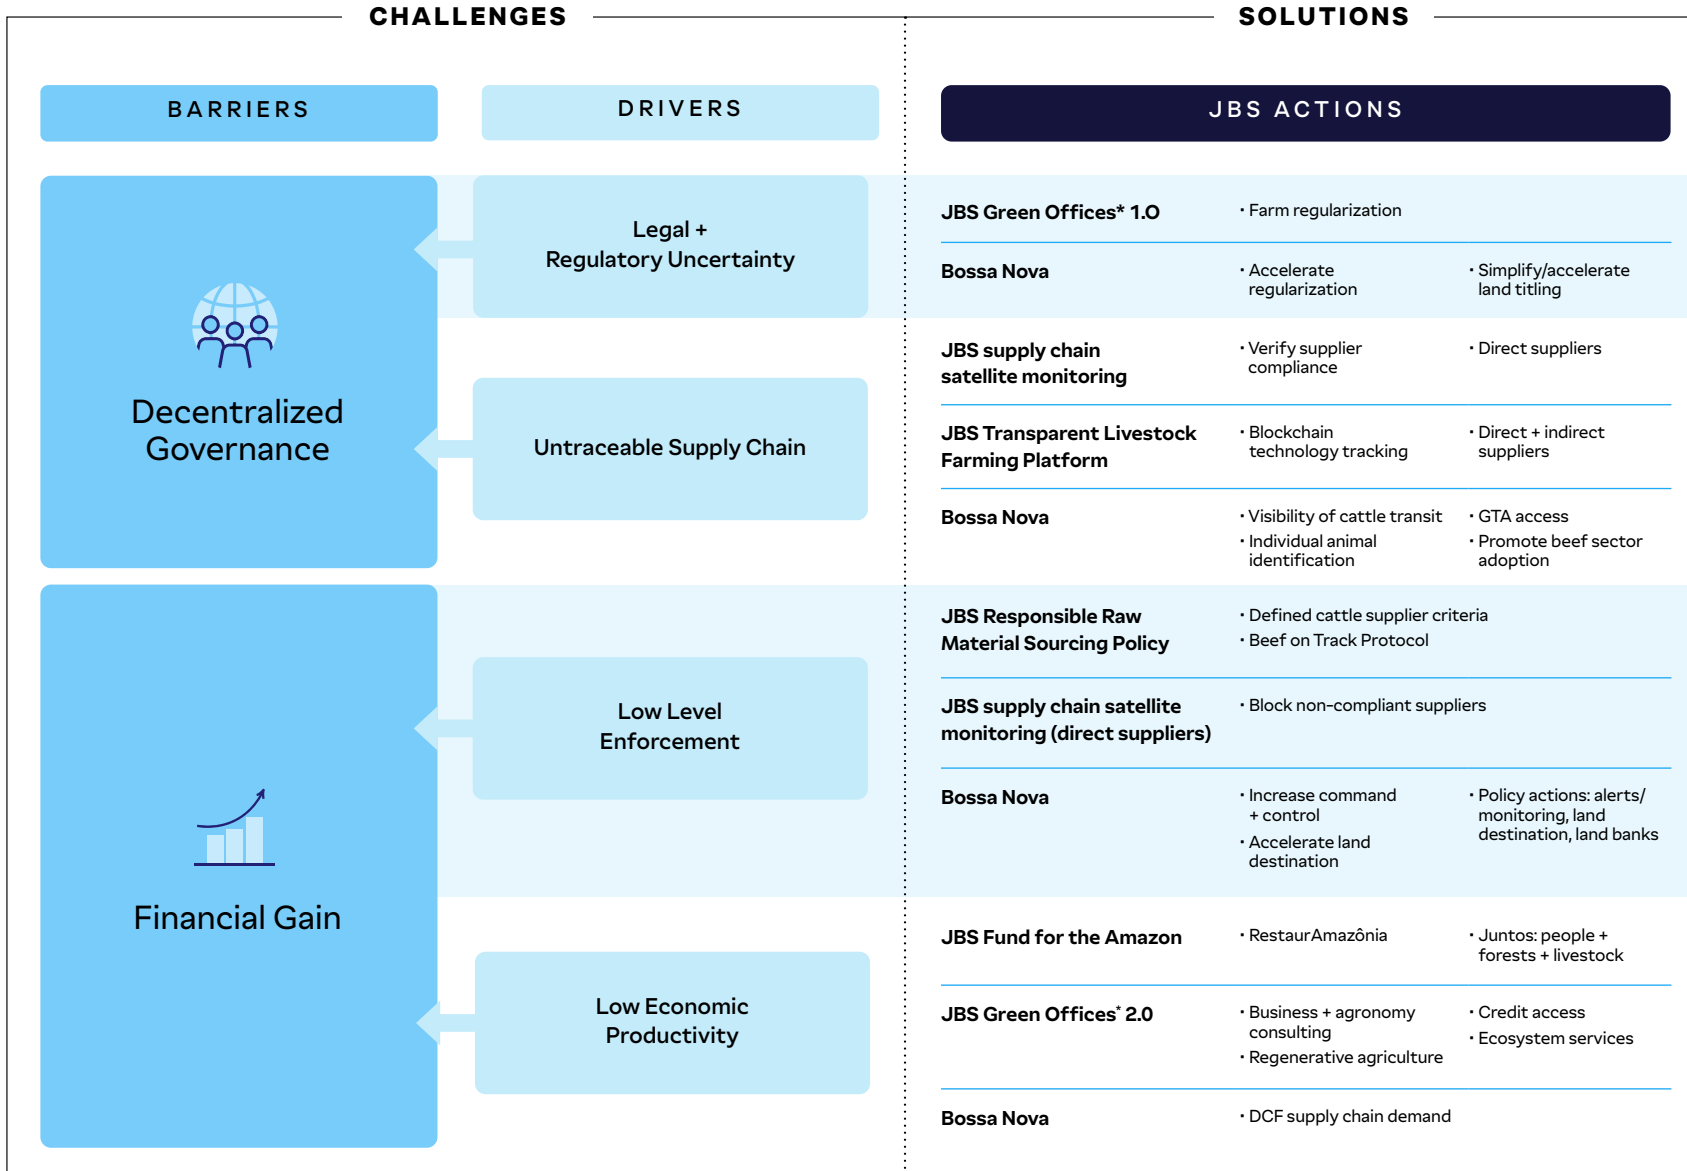 CHALLENGES
SOLUTIONS
BARRIERS
DRIVERS
JBS ACTIONS
Decentralized
Governance
Legal +
Regulatory Uncertainty
JBS Green Offices* 1.0
· Farm regularization
Bossa Nova
· Accelerate
regularization
· Simplify/accelerate
land titling
Untraceable Supply Chain
JBS supply chain
satellite monitoring
· Verify supplier
compliance
· Direct suppliers
JBS Transparent Livestock
Farming Platform
· Blockchain
technology tracking
· Direct + indirect
suppliers
Bossa Nova
· Visibility of cattle transit
· Individual animal
identification
· GTA access
· Promote beef sector
adoption
Financial Gain
Low Level
Enforcement
JBS Responsible Raw
Material Sourcing Policy
· Defined cattle supplier criteria
· Beef on Track Protocol
JBS supply chain satellite
monitoring (direct suppliers)
· Block non-compliant suppliers
Bossa Nova
· Increase command
+ control
· Accelerate land
destination
· Policy actions: alerts/
monitoring, land
destination, land banks
Low Economic
Productivity
JBS Fund for the Amazon
· RestaurAmazônia
· Juntos: people +
forests + livestock
JBS Green Offices* 2.0
· Business + agronomy
consulting
· Regenerative agriculture
· Credit access
· Ecosystem services
Bossa Nova
· DCF supply chain demand